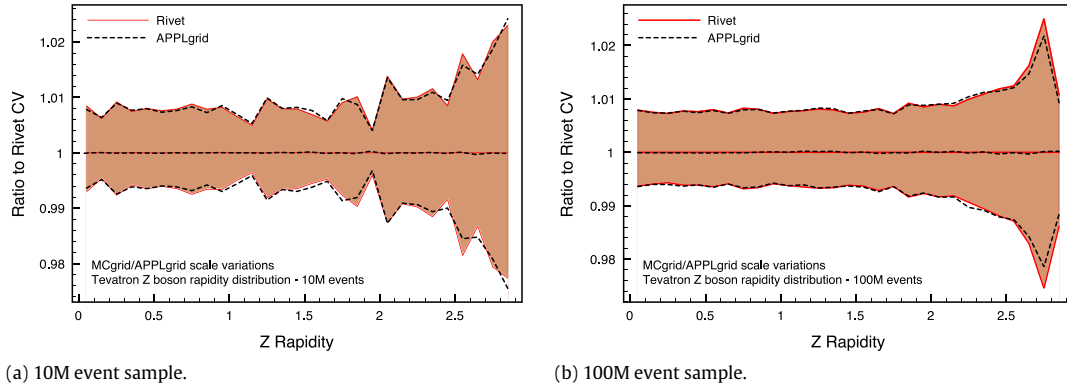 Rivet
APPLgrid
1.02
1.01
1
0.99
0.98
Ratio to Rivet CV
MCgrid/APPLgrid scale variations
Tevatron Z boson rapidity distribution - 10M events
0 0.5 1 1.5 2 2.5
Z Rapidity
(a) 10M event sample.
Rivet
APPLgrid
1.02
1.01
1
0.99
0.98
Ratio to Rivet CV
MCgrid/APPLgrid scale variations
Tevatron Z boson rapidity distribution - 100M events
0 0.5 1 1.5 2 2.5
Z Rapidity
(b) 100M event sample.